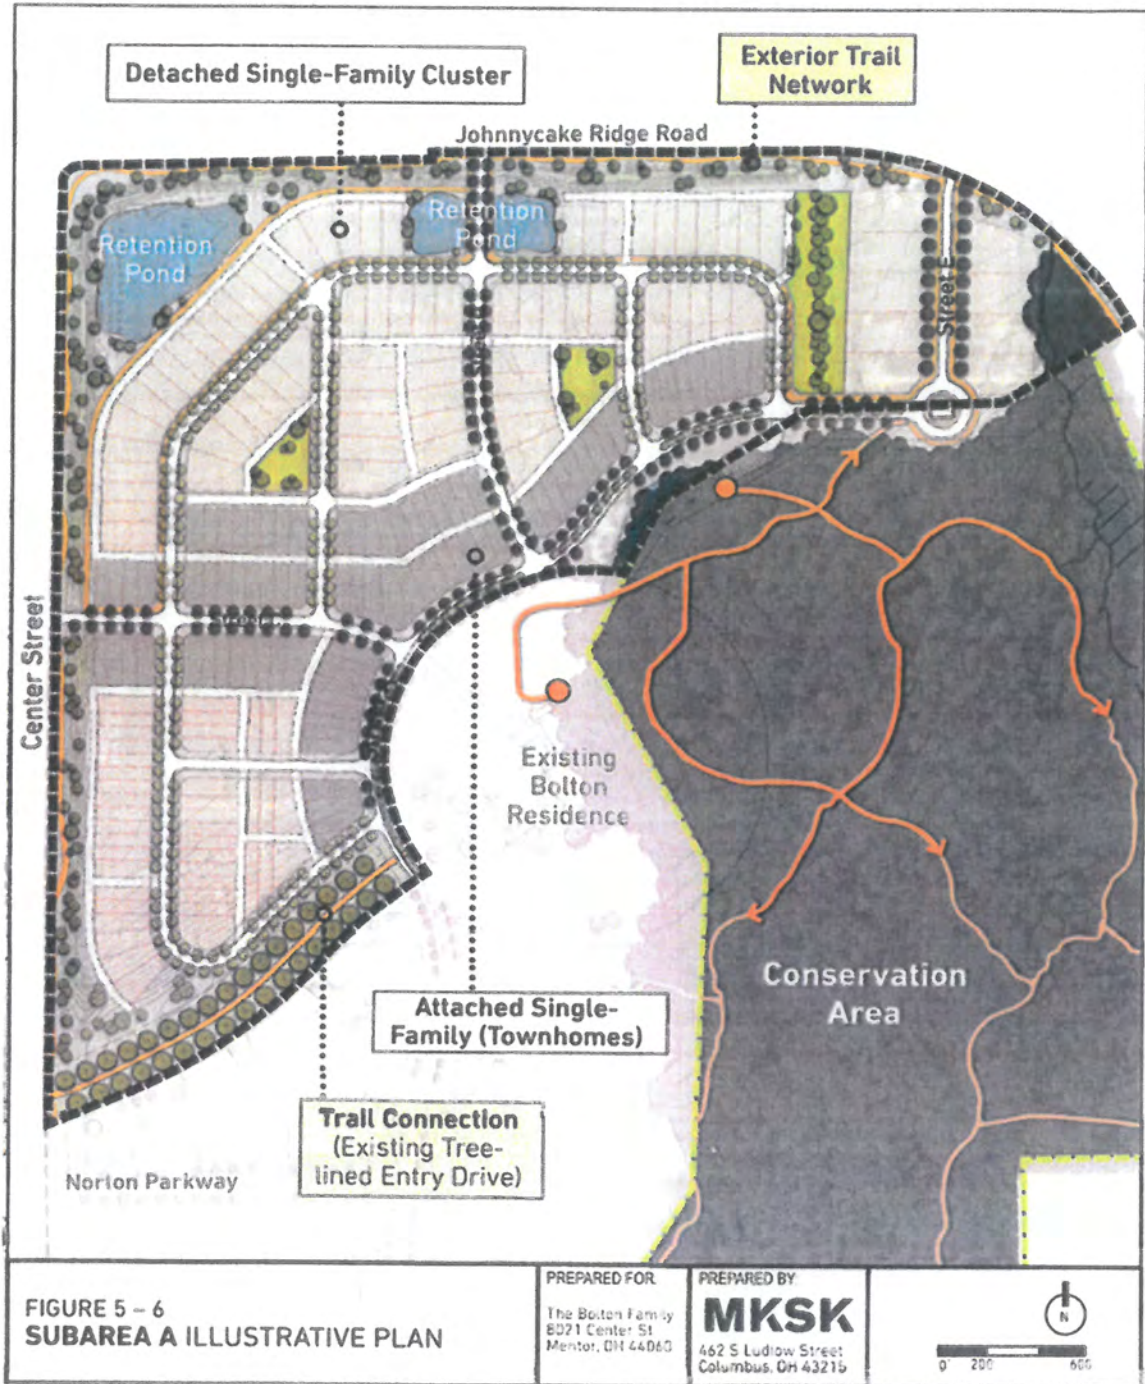 Detached Single-Family Cluster
Exterior Trail
Network
Johnnycake Ridge Road
Retention
Pond
Retention
Pond
Street
Center Street
Existing
Bolton
Residence
Conservation
Area
Attached Single-
Family (Townhomes)
Trail Connection
(Existing Tree-
lined Entry Drive)
Norton Parkway
FIGURE 5 – 6
SUBAREA A ILLUSTRATIVE PLAN
PREPARED FOR
The Bolton Family
8021 Center St
Mentor, OH 44060
PREPARED BY
MKSK
462 S Ludlow Street
Columbus, OH 43215
N
0' 200' 600'